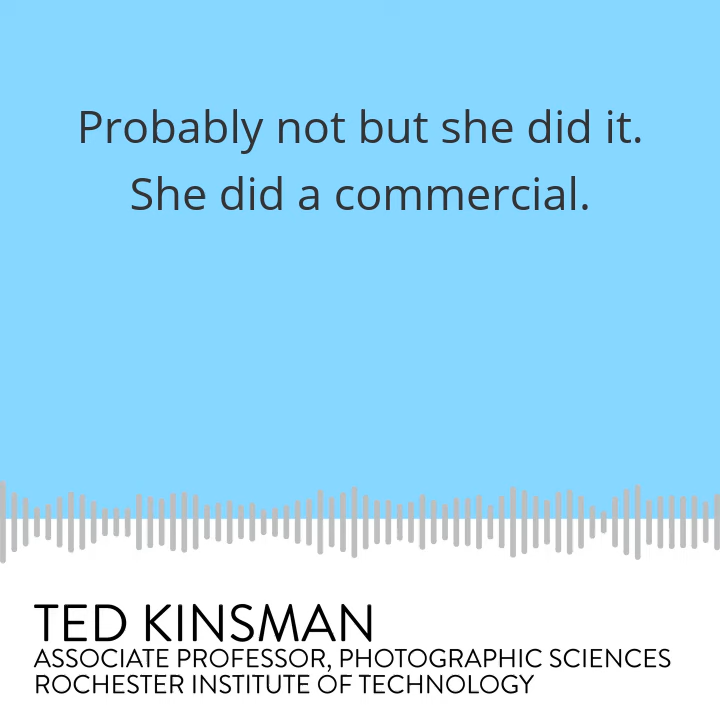 Probably not but she did it.
She did a commercial.
TED KINSMAN
ASSOCIATE PROFESSOR, PHOTOGRAPHIC SCIENCES
ROCHESTER INSTITUTE OF TECHNOLOGY